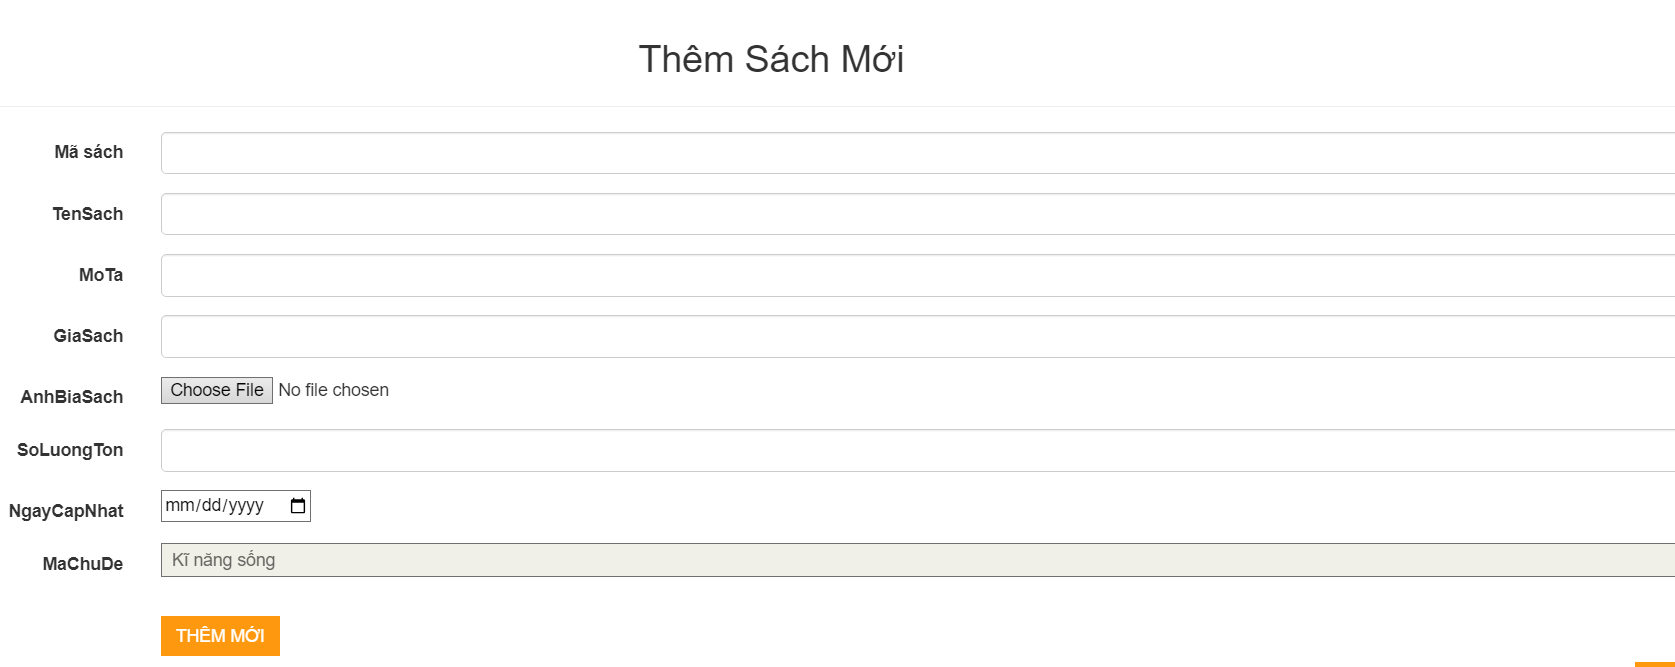 Thêm Sách Mới
Mã sách
TenSach
MoTa
GiaSach
AnhBiaSach Choose File No file chosen
SoLuongTon
NgayCapNhat mm/dd/yyyy
MaChuDe Kĩ năng sống
THÊM MỚI